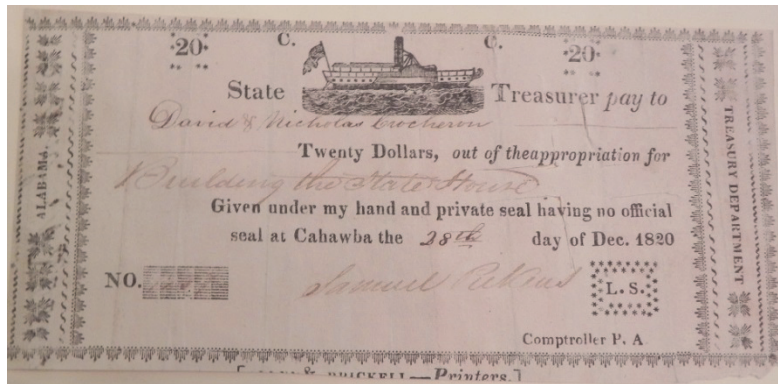 ·20· C. C. ·20·
State Treasurer pay to
David & Nicholas Crocheron
Twenty Dollars, out of theappropriation for
Building the State House
Given under my hand and private seal having no official
seal at Cahawba the 28th day of Dec. 1820
NO.
Samuel Pickens
L. S.
Comptroller P. A
& BRICKELL—Printers.]
ALABAMA.
TREASURY DEPARTMENT